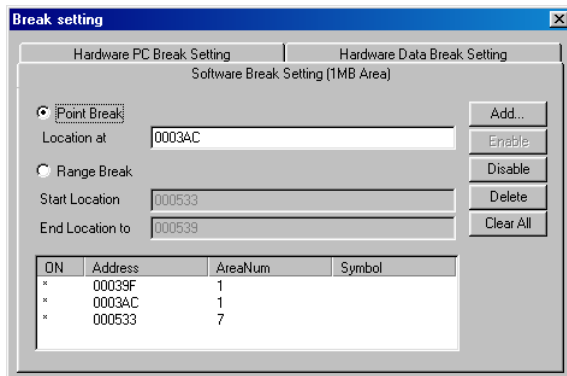 Break setting
Hardware PC Break Setting
Hardware Data Break Setting
Software Break Setting (1MB Area)
Point Break
Add...
Location at
0003AC
Enable
Range Break
Disable
Start Location
000533
Delete
End Location to
000539
Clear All
ON Address AreaNum Symbol
* 00039F 1
* 0003AC 1
* 000533 7